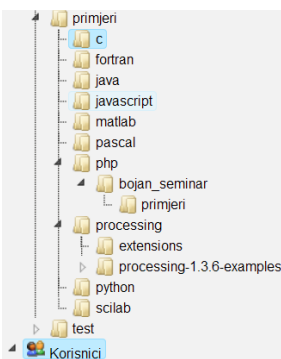 primjeri
c
fortran
java
javascript
matlab
pascal
php
bojan_seminar
primjeri
processing
extensions
processing-1.3.6-examples
python
scilab
test
Korisnici